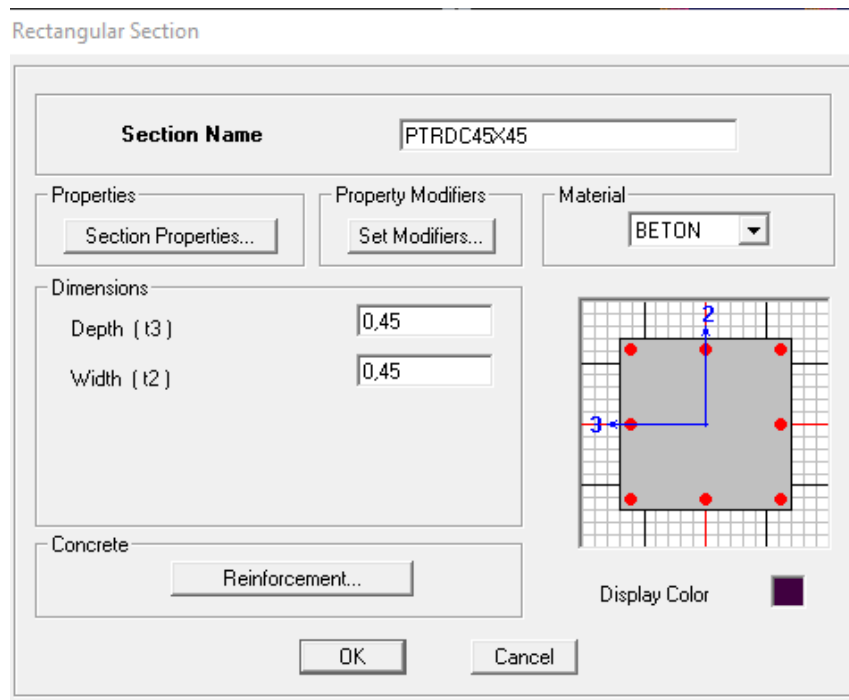 Rectangular Section
Section Name PTRDC45X45
Properties Property Modifiers Material
Section Properties... Set Modifiers... BETON
Dimensions
Depth ( t3 ) 0,45
Width ( t2 ) 0,45
2
3
Concrete
Reinforcement...
Display Color
OK Cancel